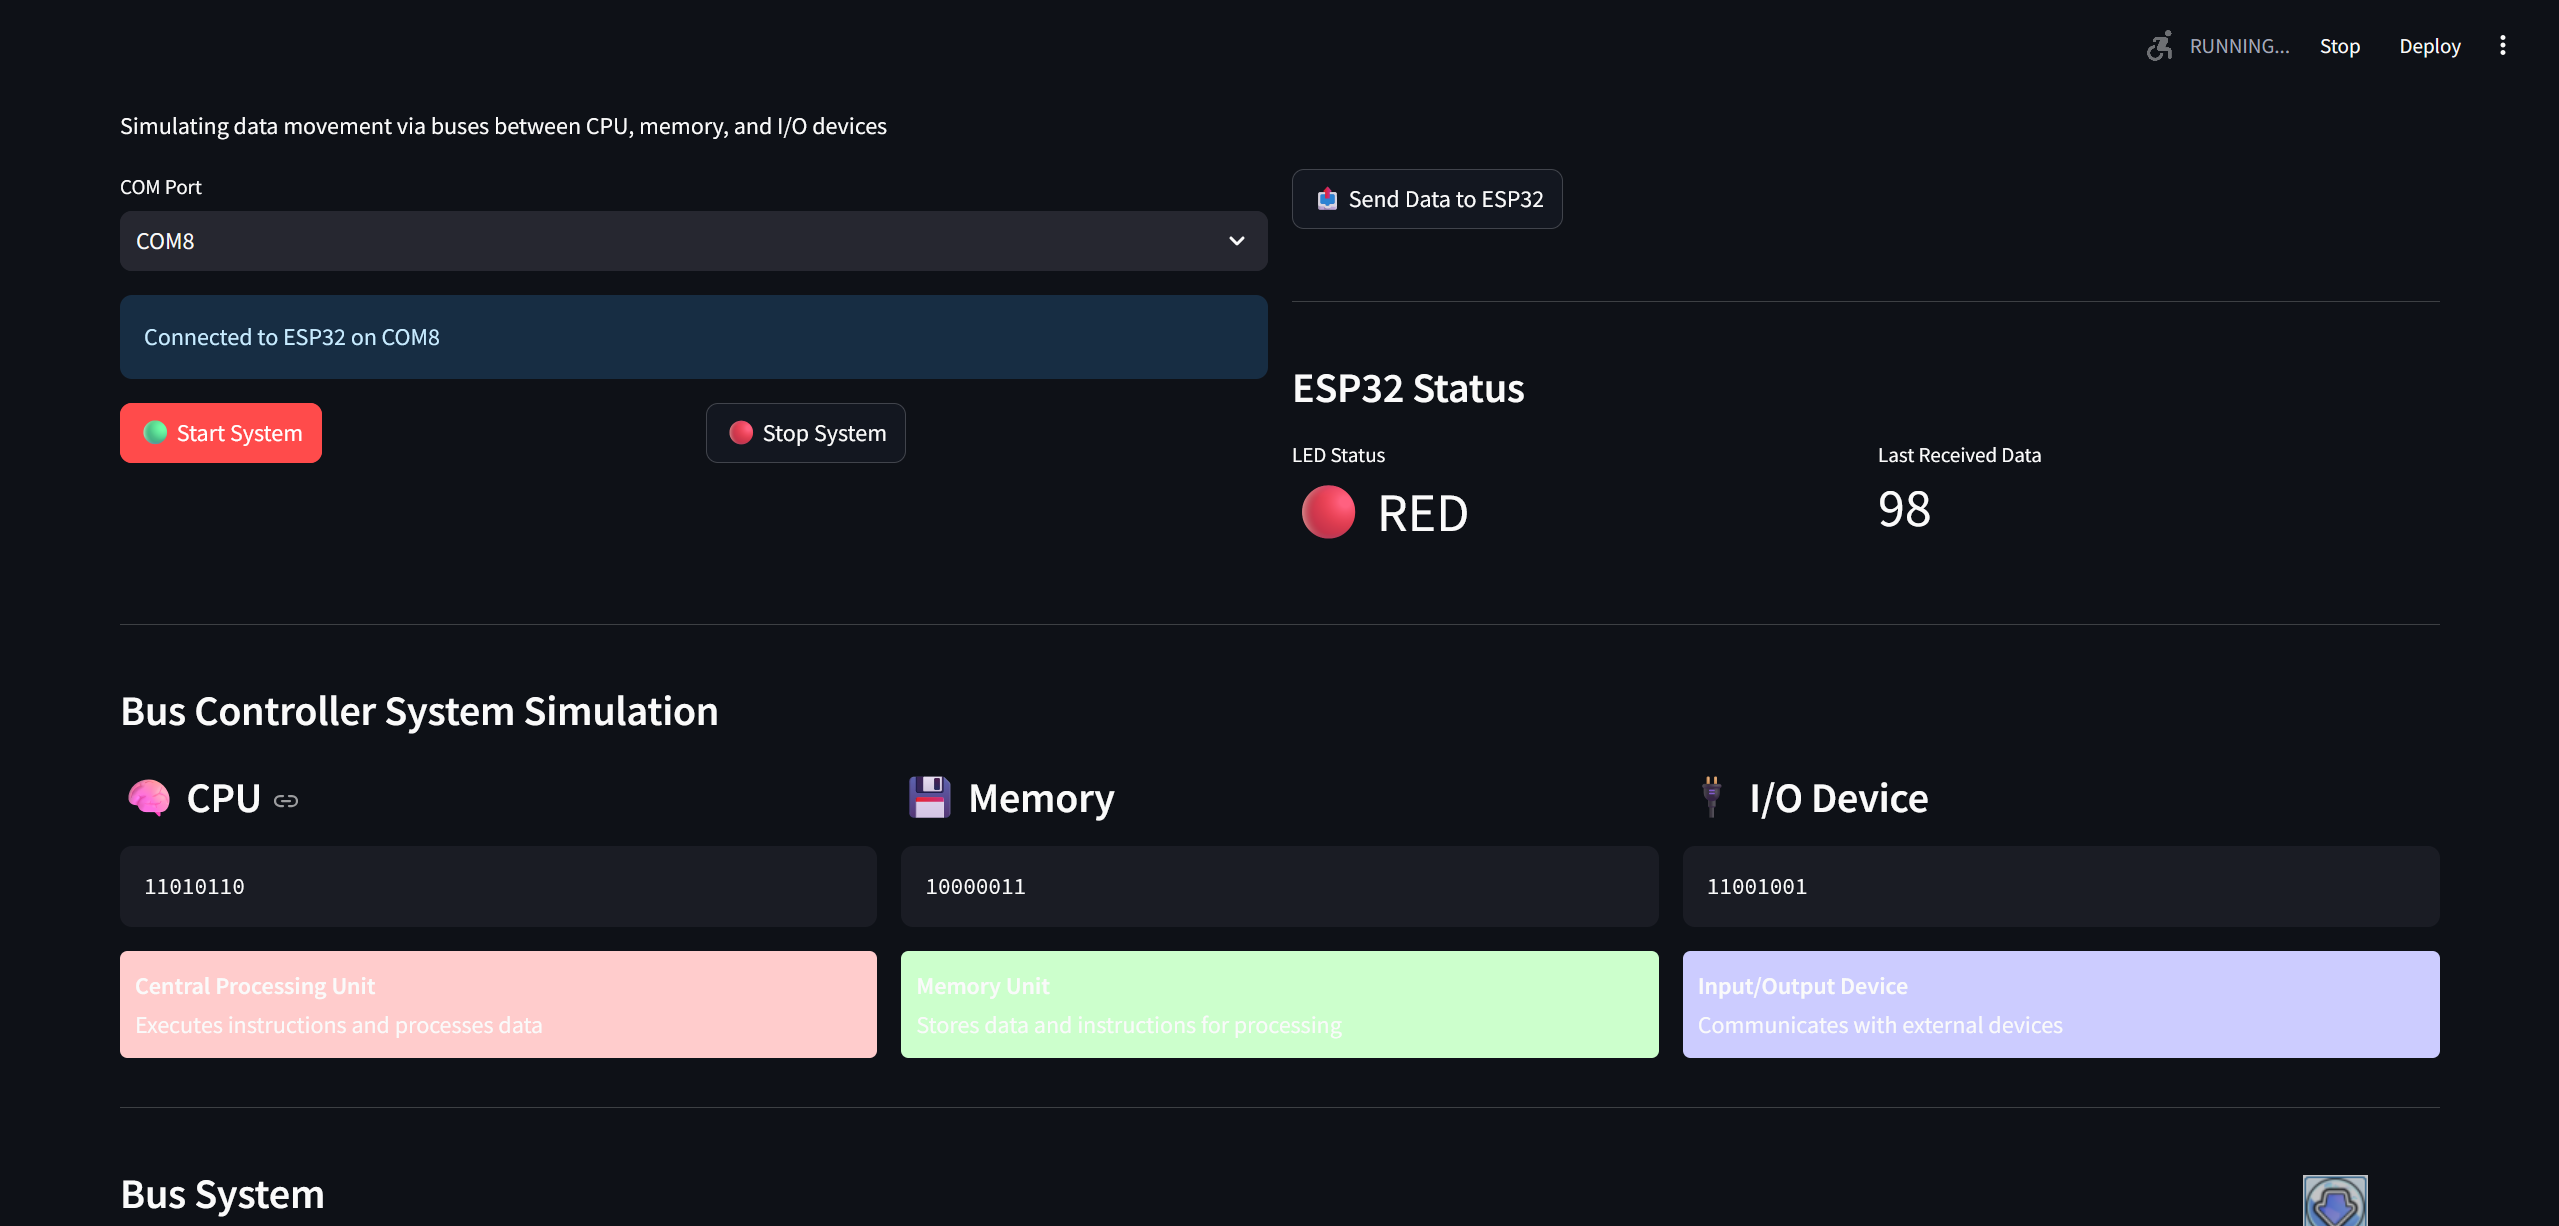 RUNNING... Stop Deploy
Simulating data movement via buses between CPU, memory, and I/O devices
COM Port
COM8
Send Data to ESP32
Connected to ESP32 on COM8
Start System
Stop System
ESP32 Status
LED Status
RED
Last Received Data
98
Bus Controller System Simulation
CPU
11010110
Central Processing Unit
Executes instructions and processes data
Memory
10000011
Memory Unit
Stores data and instructions for processing
I/O Device
11001001
Input/Output Device
Communicates with external devices
Bus System